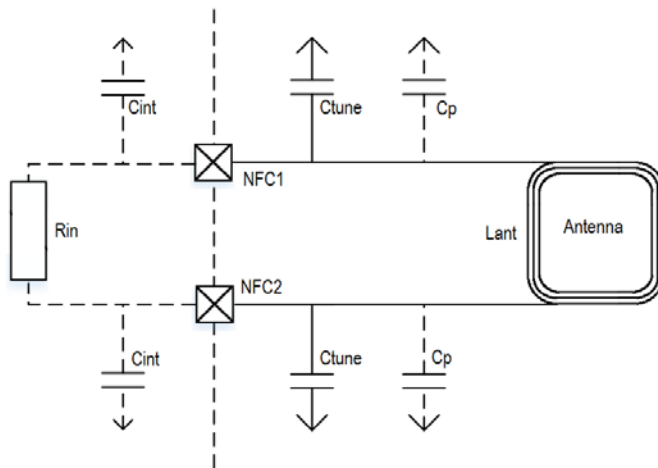 Cint
Ctune
Cp
NFC1
Rin
Lant
Antenna
NFC2
Cint
Ctune
Cp